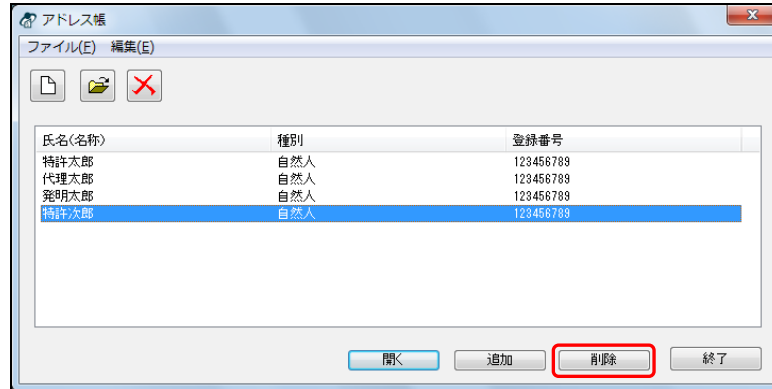 アドレス帳
ファイル(F) 編集(E)
氏名(名称) 種別 登録番号
特許太郎 自然人 123456789
代理太郎 自然人 123456789
発明太郎 自然人 123456789
特許次郎 自然人 123456789
開く 追加 削除 終了